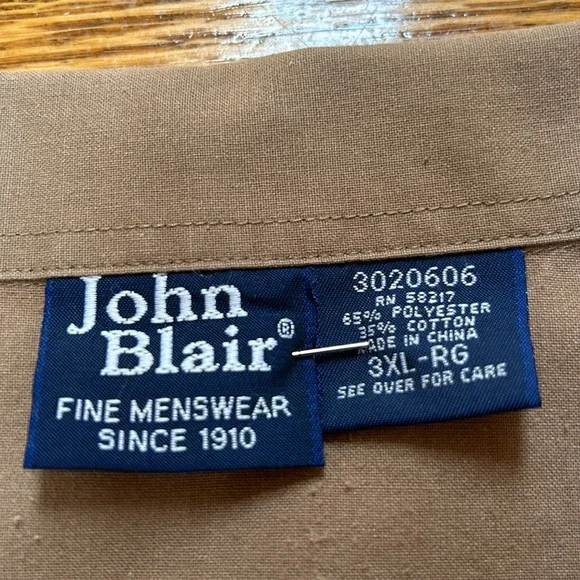 John
Blair®
FINE MENSWEAR
SINCE 1910
3020606
RN 58217
65% POLYESTER
35% COTTON
MADE IN CHINA
3XL-RG
SEE OVER FOR CARE